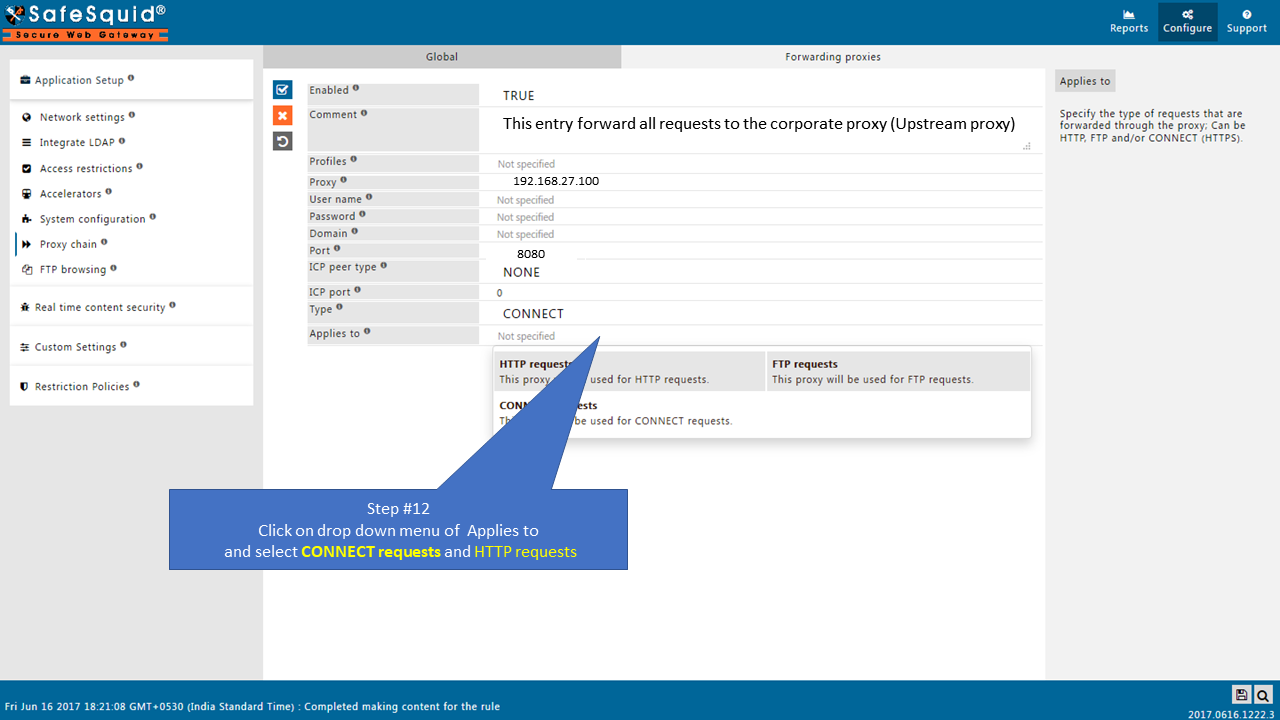 SafeSquid®
Secure Web Gateway
Reports
Configure
Support
Application Setup
Network settings
Integrate LDAP
Access restrictions
Accelerators
System configuration
Proxy chain
FTP browsing
Real time content security
Custom Settings
Restriction Policies
Global
Forwarding proxies
Enabled
TRUE
Comment
This entry forward all requests to the corporate proxy (Upstream proxy)
Profiles
Not specified
Proxy
192.168.27.100
User name
Not specified
Password
Not specified
Domain
Not specified
Port
8080
ICP peer type
NONE
ICP port
0
Type
CONNECT
Applies to
Not specified
HTTP requests
This proxy used for HTTP requests.
FTP requests
This proxy will be used for FTP requests.
be used for CONNECT requests.
Step #12
Click on drop down menu of Applies to
and select CONNECT requests and HTTP requests
Applies to
Specify the type of requests that are
forwarded through the proxy; Can be
HTTP, FTP and/or CONNECT (HTTPS).
Fri Jun 16 2017 18:21:08 GMT+0530 (India Standard Time) : Completed making content for the rule
2017.0616.1222.3